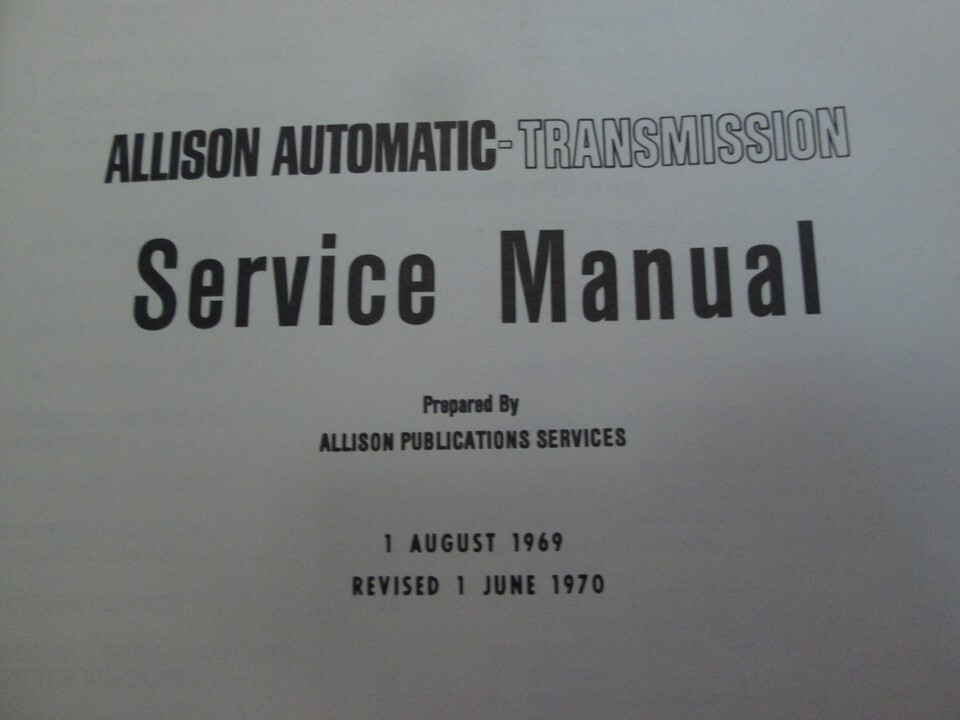 ALLISON AUTOMATIC-TRANSMISSION
Service Manual
Prepared By
ALLISON PUBLICATIONS SERVICES
1 AUGUST 1969
REVISED 1 JUNE 1970